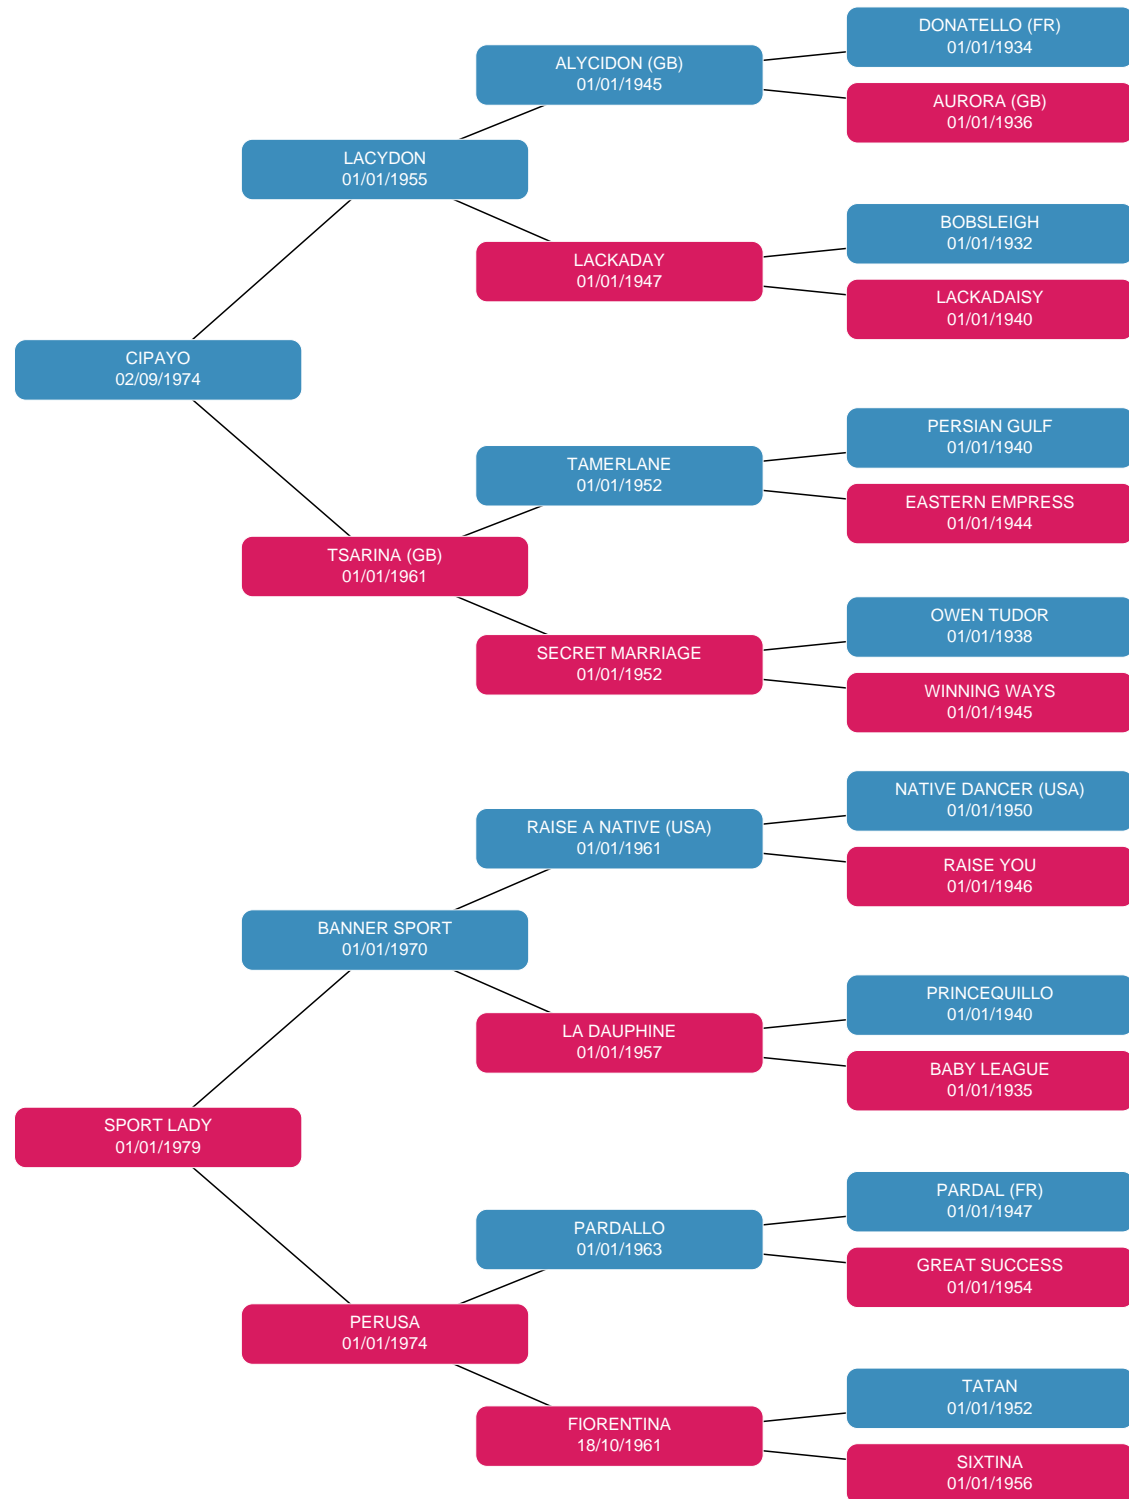 DONATELLO (FR)
01/01/1934
ALYCIDON (GB)
01/01/1945
AURORA (GB)
01/01/1936
LACYDON
01/01/1955
BOBSLEIGH
01/01/1932
LACKADAY
01/01/1947
LACKADAISY
01/01/1940
CIPAYO
02/09/1974
PERSIAN GULF
01/01/1940
TAMERLANE
01/01/1952
EASTERN EMPRESS
01/01/1944
TSARINA (GB)
01/01/1961
OWEN TUDOR
01/01/1938
SECRET MARRIAGE
01/01/1952
WINNING WAYS
01/01/1945
NATIVE DANCER (USA)
01/01/1950
RAISE A NATIVE (USA)
01/01/1961
RAISE YOU
01/01/1946
BANNER SPORT
01/01/1970
PRINCEQUILLO
01/01/1940
LA DAUPHINE
01/01/1957
BABY LEAGUE
01/01/1935
SPORT LADY
01/01/1979
PARDAL (FR)
01/01/1947
PARDALLO
01/01/1963
GREAT SUCCESS
01/01/1954
PERUSA
01/01/1974
TATAN
01/01/1952
FIORENTINA
18/10/1961
SIXTINA
01/01/1956